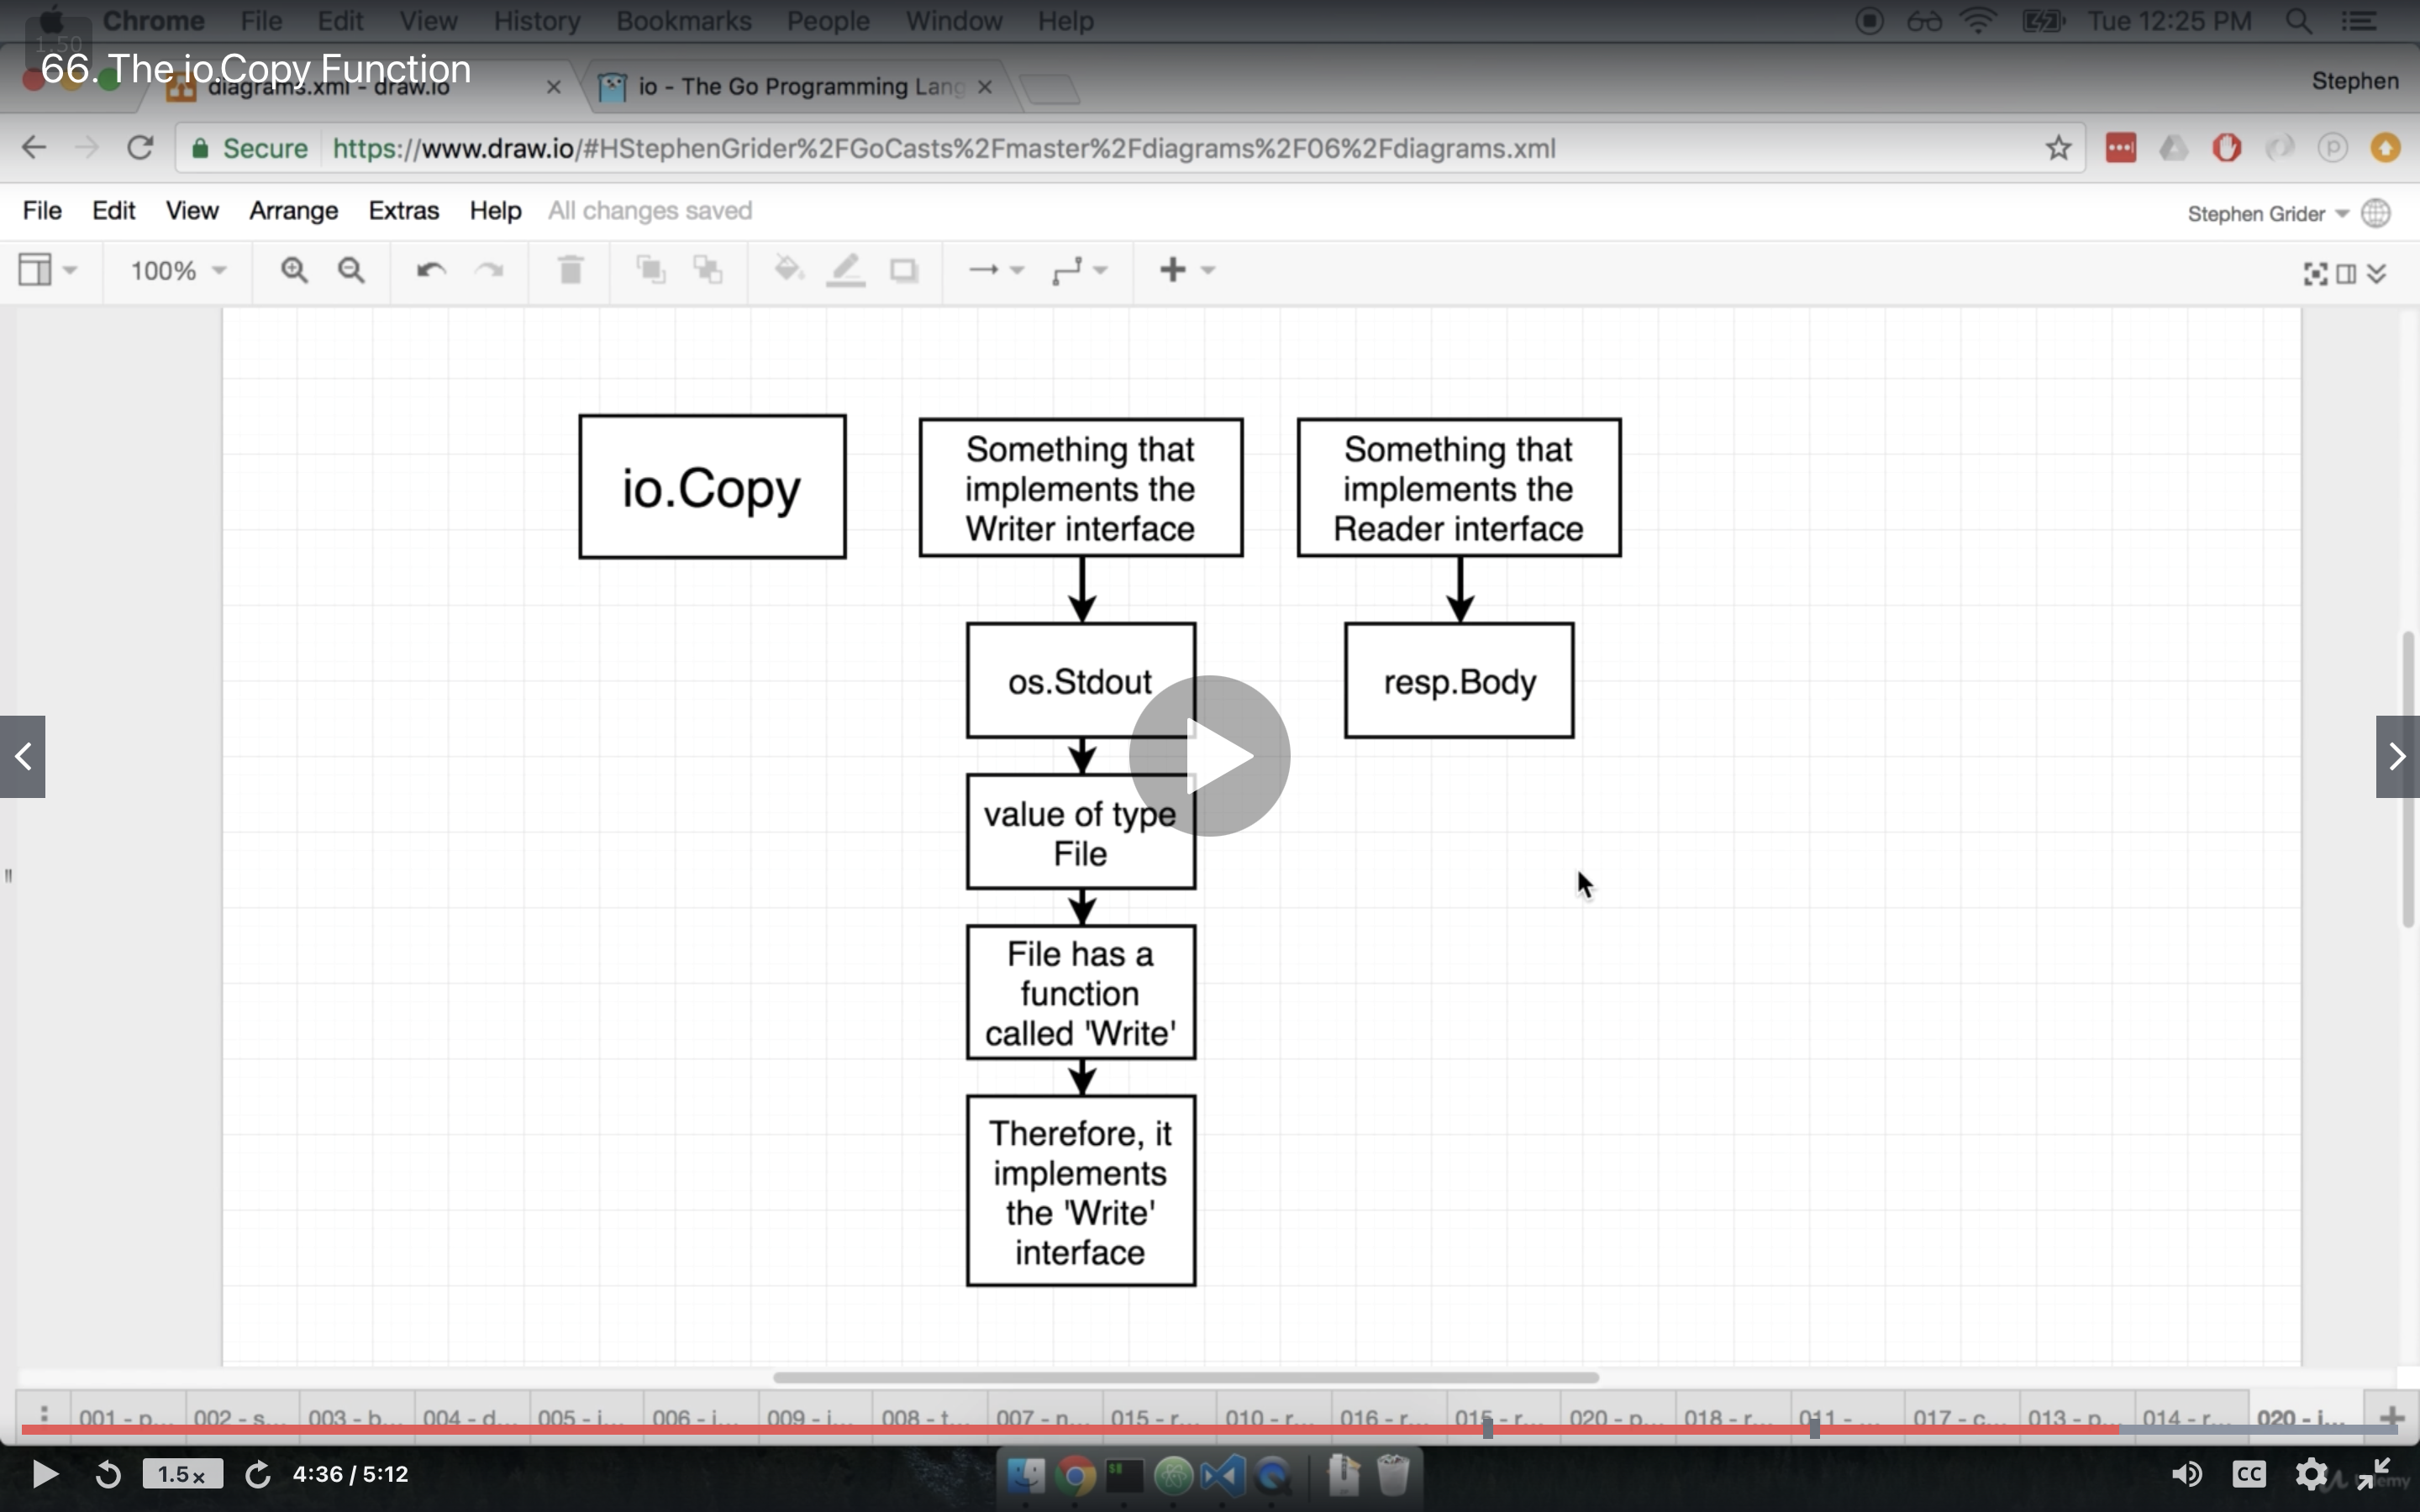 Chrome File Edit View History Bookmarks People Window Help Tue 12:25 PM
1.50
66. The io.Copy Function
diagrams.xml - draw.io
io - The Go Programming Lang
Stephen
Secure https://www.draw.io/#HStephenGrider%2FGoCasts%2Fmaster%2Fdiagrams%2F06%2Fdiagrams.xml
File Edit View Arrange Extras Help All changes saved
Stephen Grider
100%
io.Copy
Something that
implements the
Writer interface
Something that
implements the
Reader interface
os.Stdout
resp.Body
value of type
File
File has a
function
called 'Write'
Therefore, it
implements
the 'Write'
interface
001 - p... 002 - s... 003 - b... 004 - d... 005 - i... 006 - i... 009 - i... 008 - t... 007 - n... 015 - r... 010 - r... 016 - r... 015 - r... 020 - p... 018 - r... 011 - ... 017 - c... 013 - p... 014 - r... 020 - i...
1.5x 4:36 / 5:12
CC